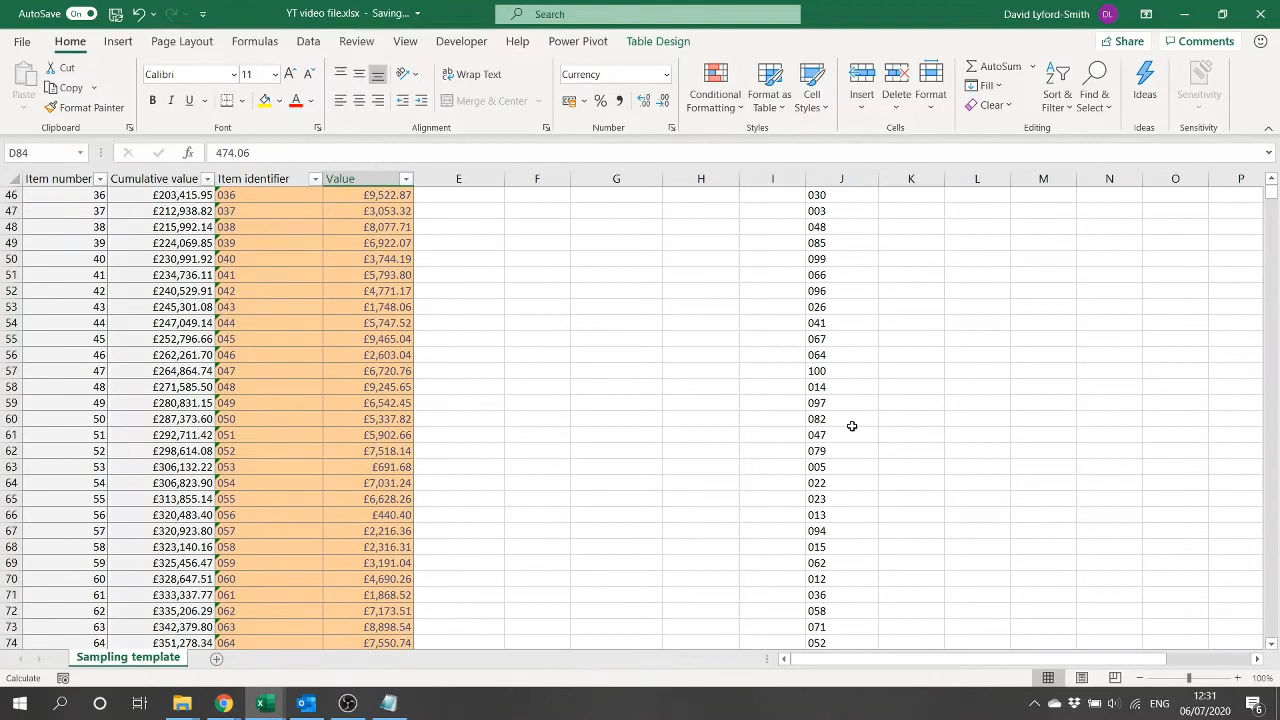 AutoSave On YT video file.xlsx - Saving... Search David Lyford-Smith DL
File Home Insert Page Layout Formulas Data Review View Developer Help Power Pivot Table Design Share Comments
Paste Cut Copy Format Painter Clipboard
Calibri 11 B I U A Font
Wrap Text Merge & Center Alignment
Currency % Number
Conditional Formatting Format as Table Cell Styles Styles
Insert Delete Format Cells
AutoSum Fill Clear Sort & Filter Find & Select Editing
Ideas Ideas
Sensitivity Sensitivity
D84 fx 474.06
Item number Cumulative value Item identifier Value E F G H I J K L M N O P
46 36 £203,415.95 036 £9,522.87 030
47 37 £212,938.82 037 £3,053.32 003
48 38 £215,992.14 038 £8,077.71 048
49 39 £224,069.85 039 £6,922.07 085
50 40 £230,991.92 040 £3,744.19 099
51 41 £234,736.11 041 £5,793.80 066
52 42 £240,529.91 042 £4,771.17 096
53 43 £245,301.08 043 £1,748.06 026
54 44 £247,049.14 044 £5,747.52 041
55 45 £252,796.66 045 £9,465.04 067
56 46 £262,261.70 046 £2,603.04 064
57 47 £264,864.74 047 £6,720.76 100
58 48 £271,585.50 048 £9,245.65 014
59 49 £280,831.15 049 £6,542.45 097
60 50 £287,373.60 050 £5,337.82 082
61 51 £292,711.42 051 £5,902.66 047
62 52 £298,614.08 052 £7,518.14 079
63 53 £306,132.22 053 £691.68 005
64 54 £306,823.90 054 £7,031.24 022
65 55 £313,855.14 055 £6,628.26 023
66 56 £320,483.40 056 £440.40 013
67 57 £320,923.80 057 £2,216.36 094
68 58 £323,140.16 058 £2,316.31 015
69 59 £325,456.47 059 £3,191.04 062
70 60 £328,647.51 060 £4,690.26 012
71 61 £333,337.77 061 £1,868.52 036
72 62 £335,206.29 062 £7,173.51 058
73 63 £342,379.80 063 £8,898.54 071
74 64 £351,278.34 064 £7,550.74 052
Sampling template
Calculate 100%
ENG 12:31
06/07/2020 6